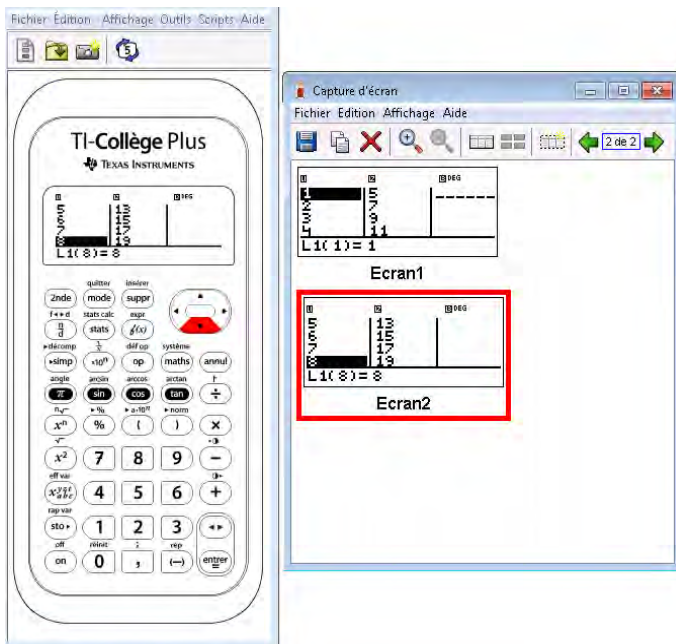 Fichier Édition Affichage Outils Scripts Aide
TI-Collège Plus
TEXAS INSTRUMENTS
DEG
5 13
6 15
7 17
8 19
L1(8)=8
quitter insérer
2nde mode suppr
f◄►d stats calc expr
n/d stats f(x)
►décomp déf op système
►simp ×10ⁿ op maths annul
angle arcsin arccos arctan
π sin cos tan ÷
►% ►a·10ⁿ ►norm
xⁿ % ( ) ×
√
x² 7 8 9 −
eff var
4 5 6 +
rap var
sto► 1 2 3 ◄►
off réinit ; rep
on 0 , (−) entrer
=
Capture d'écran
Fichier Edition Affichage Aide
2 de 2
DEG
1 5
2 7
3 9
4 11
L1(1)=1
Ecran1
DEG
5 13
6 15
7 17
8 19
L1(8)=8
Ecran2